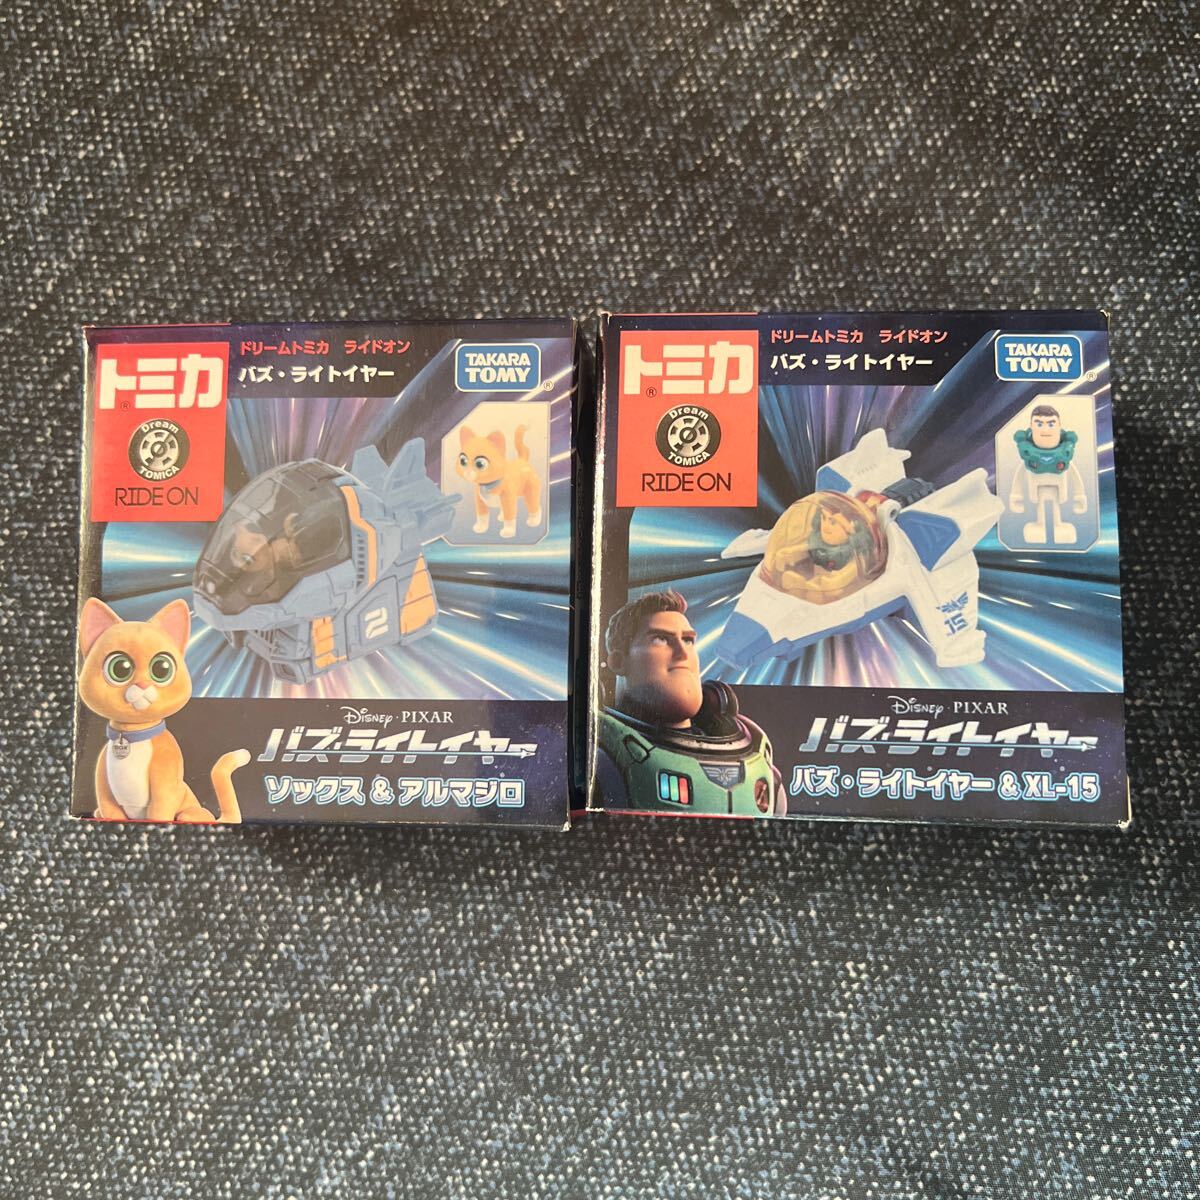 トミカ®
Dream
TOMICA
RIDE ON
ドリームトミカ ライドオン
バズ・ライトイヤー
TAKARA
TOMY®
2
SOX
Disney・PIXAR
バズ・ライトイヤー
ソックス & アルマジロ
トミカ®
Dream
TOMICA
RIDE ON
ドリームトミカ ライドオン
バズ・ライトイヤー
TAKARA
TOMY®
15
Disney・PIXAR
バズ・ライトイヤー
バズ・ライトイヤー & XL-15